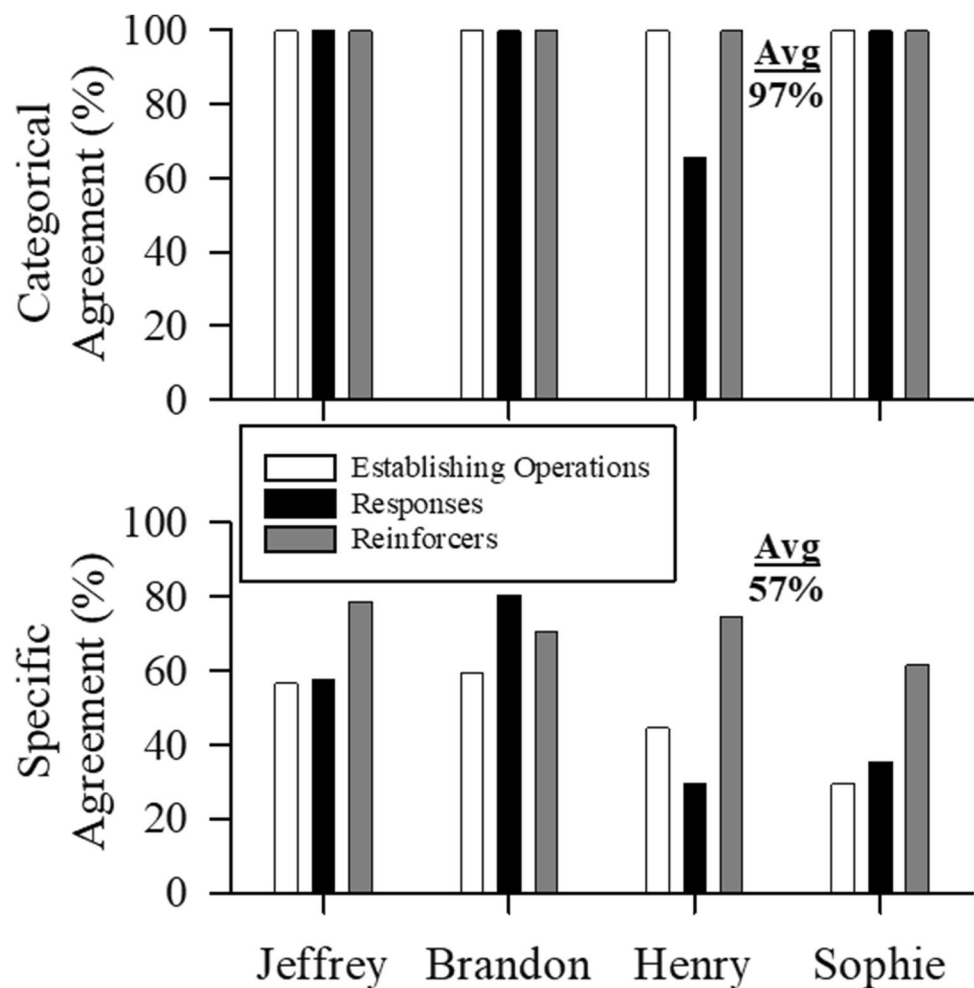 Categorical
Agreement (%)
100
80
60
40
20
0
Avg
97%
Establishing Operations
Responses
Reinforcers
Specific
Agreement (%)
100
80
60
40
20
0
Avg
57%
Jeffrey Brandon Henry Sophie